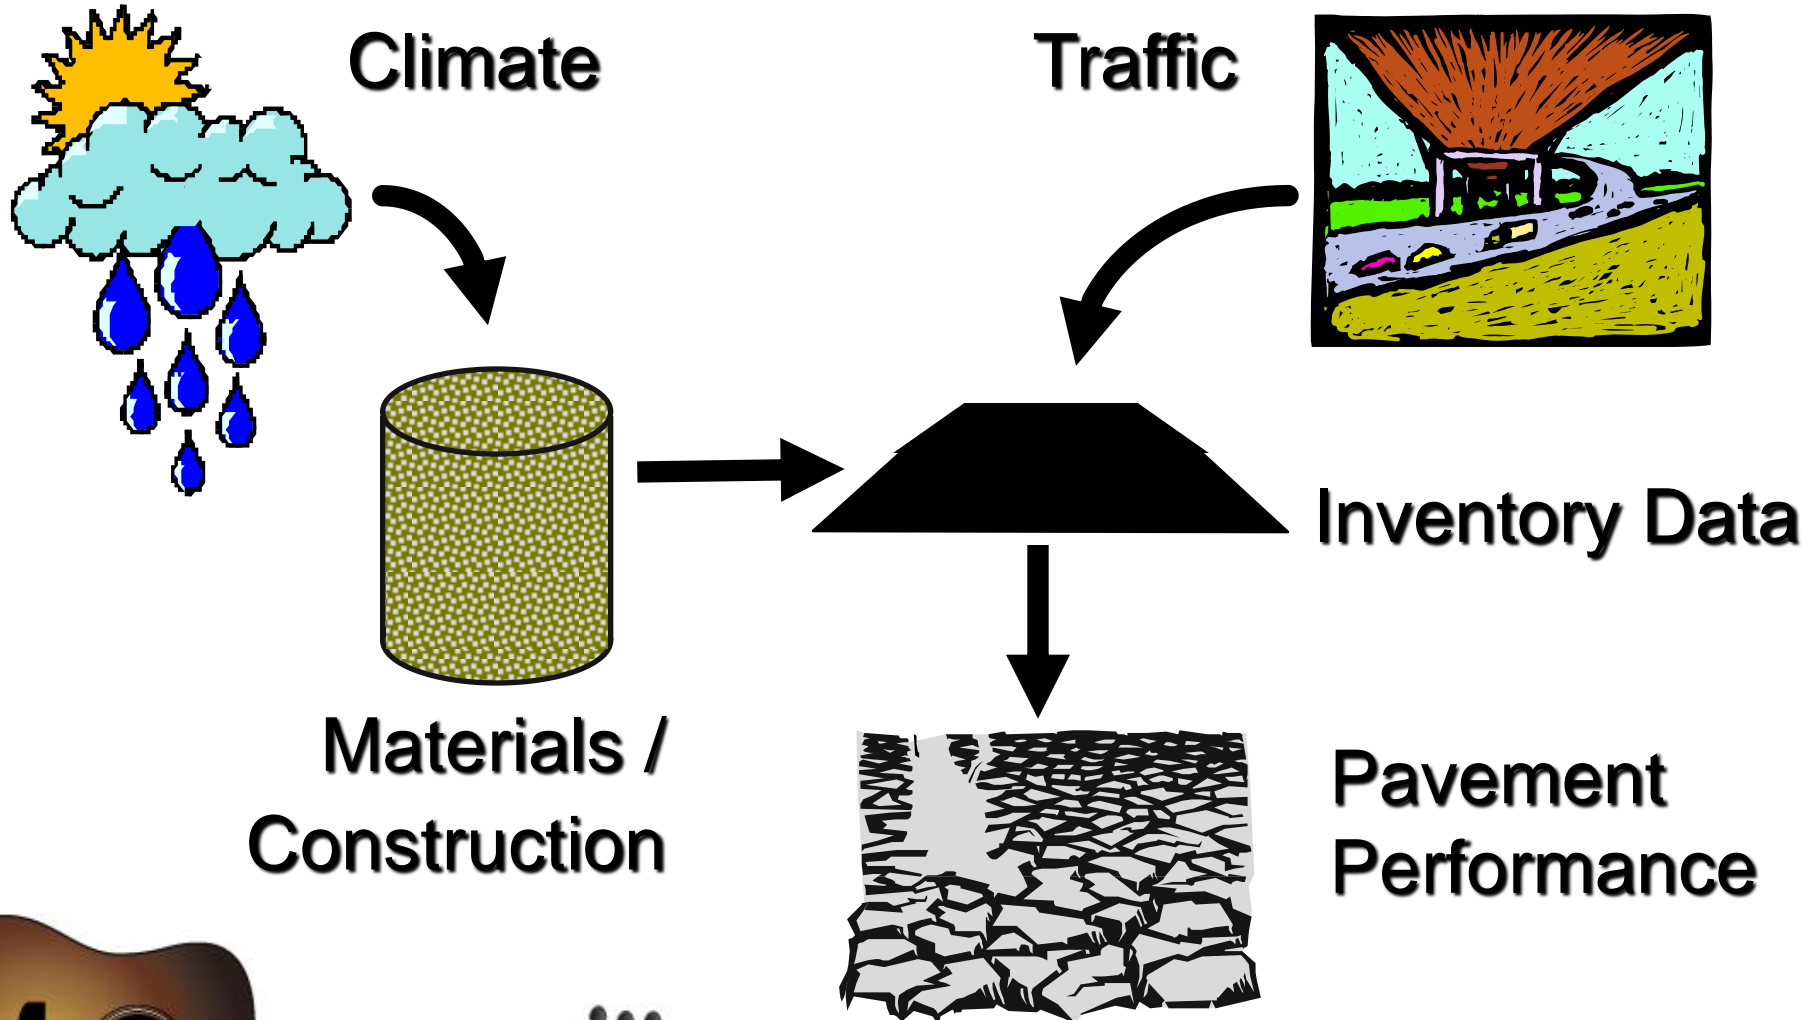 Climate
Traffic
Inventory Data
Materials /
Construction
Pavement
Performance